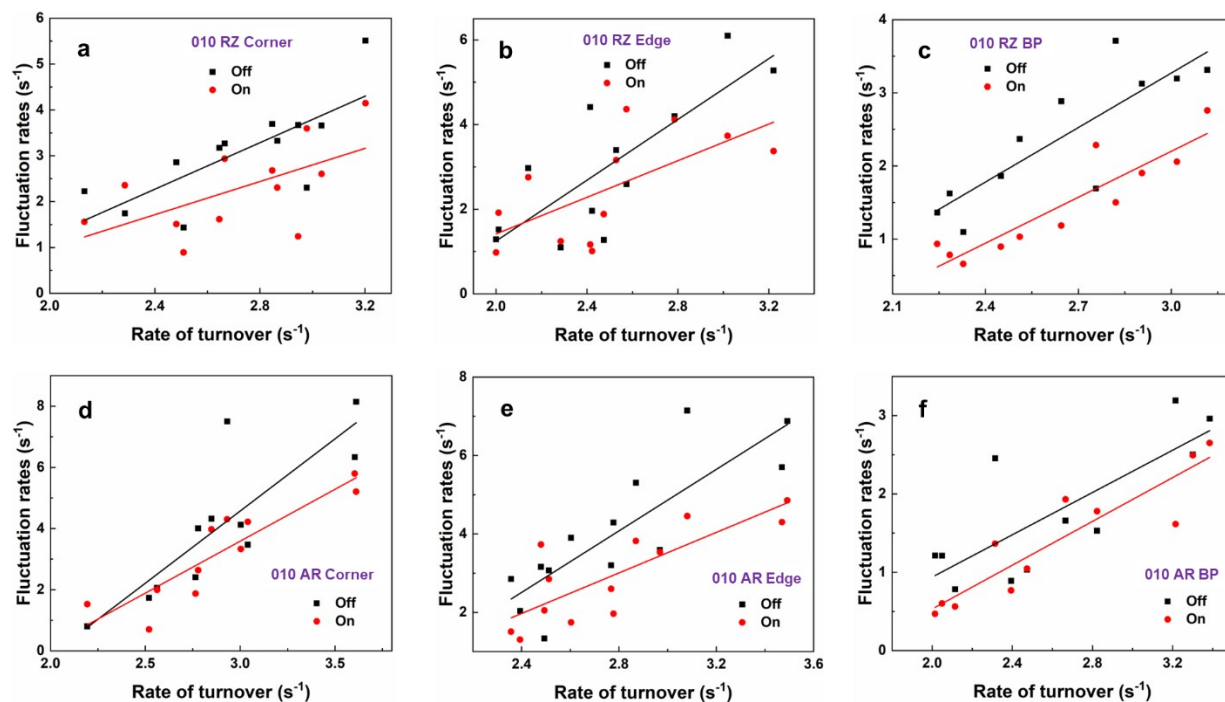 a
010 RZ Corner
Off
On
Fluctuation rates (s⁻¹)
6
5
4
3
2
1
0
2.0
2.4
2.8
3.2
Rate of turnover (s⁻¹)
b
010 RZ Edge
Off
On
Fluctuation rates (s⁻¹)
6
4
2
0
2.0
2.4
2.8
3.2
Rate of turnover (s⁻¹)
c
010 RZ BP
Off
On
Fluctuation rates (s⁻¹)
4
3
2
1
0
2.1
2.4
2.7
3.0
Rate of turnover (s⁻¹)
d
010 AR Corner
Off
On
Fluctuation rates (s⁻¹)
8
6
4
2
0
2.0
2.5
3.0
3.5
Rate of turnover (s⁻¹)
e
010 AR Edge
Off
On
Fluctuation rates (s⁻¹)
8
6
4
2
2.0
2.4
2.8
3.2
3.6
Rate of turnover (s⁻¹)
f
010 AR BP
Off
On
Fluctuation rates (s⁻¹)
3
2
1
0
2.0
2.4
2.8
3.2
Rate of turnover (s⁻¹)